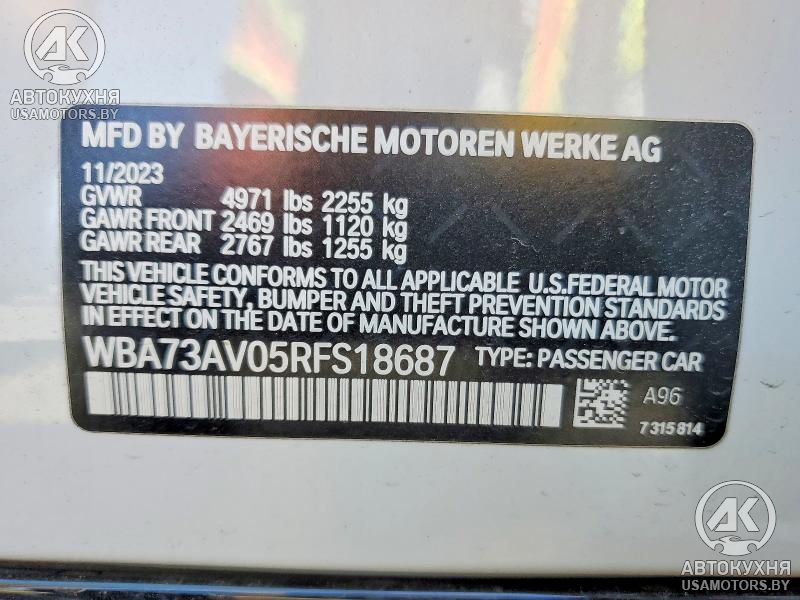 AK
АВТОКУХНЯ
USAMOTORS.BY
MFD BY BAYERISCHE MOTOREN WERKE AG
11/2023
GVWR 4971 lbs 2255 kg
GAWR FRONT 2469 lbs 1120 kg
GAWR REAR 2767 lbs 1255 kg
THIS VEHICLE CONFORMS TO ALL APPLICABLE U.S.FEDERAL MOTOR
VEHICLE SAFETY, BUMPER AND THEFT PREVENTION STANDARDS
IN EFFECT ON THE DATE OF MANUFACTURE SHOWN ABOVE.
WBA73AV05RFS18687 TYPE: PASSENGER CAR
A96
7315814
AK
АВТОКУХНЯ
USAMOTORS.BY